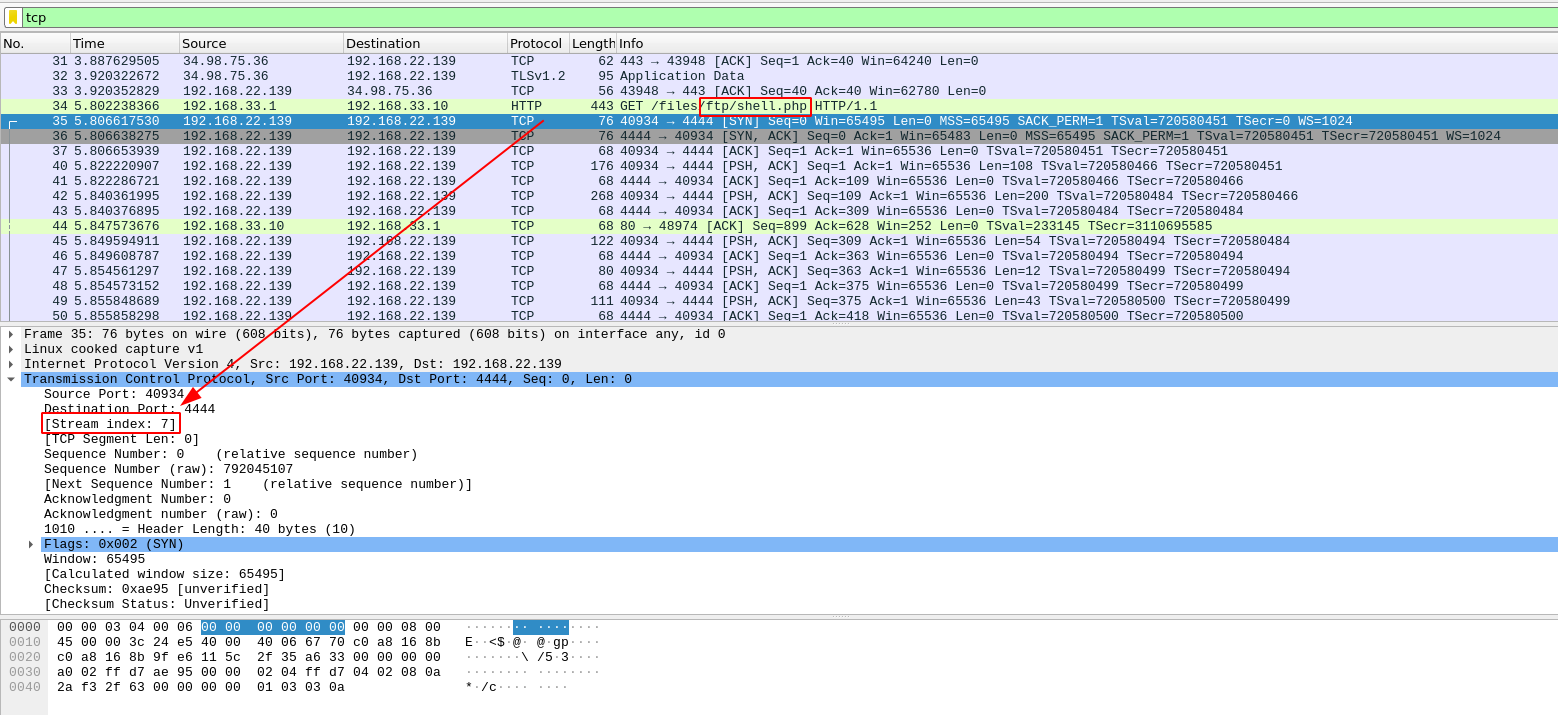 tcp
No. Time Source Destination Protocol Length Info
31 3.887629505 34.98.75.36 192.168.22.139 TCP 62 443 → 43948 [ACK] Seq=1 Ack=40 Win=64240 Len=0
32 3.920322672 34.98.75.36 192.168.22.139 TLSv1.2 95 Application Data
33 3.920352829 192.168.22.139 34.98.75.36 TCP 56 43948 → 443 [ACK] Seq=40 Ack=40 Win=62780 Len=0
34 5.802238366 192.168.33.1 192.168.33.10 HTTP 443 GET /files/ftp/shell.php HTTP/1.1
35 5.806617530 192.168.22.139 192.168.22.139 TCP 76 40934 → 4444 [SYN] Seq=0 Win=65495 Len=0 MSS=65495 SACK_PERM=1 TSval=720580451 TSecr=0 WS=1024
36 5.806638275 192.168.22.139 192.168.22.139 TCP 76 4444 → 40934 [SYN, ACK] Seq=0 Ack=1 Win=65483 Len=0 MSS=65495 SACK_PERM=1 TSval=720580451 TSecr=720580451 WS=1024
37 5.806653939 192.168.22.139 192.168.22.139 TCP 68 40934 → 4444 [ACK] Seq=1 Ack=1 Win=65536 Len=0 TSval=720580451 TSecr=720580451
40 5.822220907 192.168.22.139 192.168.22.139 TCP 176 40934 → 4444 [PSH, ACK] Seq=1 Ack=1 Win=65536 Len=108 TSval=720580466 TSecr=720580451
41 5.822286721 192.168.22.139 192.168.22.139 TCP 68 4444 → 40934 [ACK] Seq=1 Ack=109 Win=65536 Len=0 TSval=720580466 TSecr=720580466
42 5.840361995 192.168.22.139 192.168.22.139 TCP 268 40934 → 4444 [PSH, ACK] Seq=109 Ack=1 Win=65536 Len=200 TSval=720580484 TSecr=720580466
43 5.840376895 192.168.22.139 192.168.22.139 TCP 68 4444 → 40934 [ACK] Seq=1 Ack=309 Win=65536 Len=0 TSval=720580484 TSecr=720580484
44 5.847573676 192.168.33.10 192.168.33.1 TCP 68 80 → 48974 [ACK] Seq=899 Ack=628 Win=252 Len=0 TSval=233145 TSecr=3110695585
45 5.849594911 192.168.22.139 192.168.22.139 TCP 122 40934 → 4444 [PSH, ACK] Seq=309 Ack=1 Win=65536 Len=54 TSval=720580494 TSecr=720580484
46 5.849608787 192.168.22.139 192.168.22.139 TCP 68 4444 → 40934 [ACK] Seq=1 Ack=363 Win=65536 Len=0 TSval=720580494 TSecr=720580494
47 5.854561297 192.168.22.139 192.168.22.139 TCP 80 40934 → 4444 [PSH, ACK] Seq=363 Ack=1 Win=65536 Len=12 TSval=720580499 TSecr=720580494
48 5.854573152 192.168.22.139 192.168.22.139 TCP 68 4444 → 40934 [ACK] Seq=1 Ack=375 Win=65536 Len=0 TSval=720580499 TSecr=720580499
49 5.855848689 192.168.22.139 192.168.22.139 TCP 111 40934 → 4444 [PSH, ACK] Seq=375 Ack=1 Win=65536 Len=43 TSval=720580500 TSecr=720580499
50 5.855858298 192.168.22.139 192.168.22.139 TCP 68 4444 → 40934 [ACK] Seq=1 Ack=418 Win=65536 Len=0 TSval=720580500 TSecr=720580500
Frame 35: 76 bytes on wire (608 bits), 76 bytes captured (608 bits) on interface any, id 0
Linux cooked capture v1
Internet Protocol Version 4, Src: 192.168.22.139, Dst: 192.168.22.139
Transmission Control Protocol, Src Port: 40934, Dst Port: 4444, Seq: 0, Len: 0
Source Port: 40934
Destination Port: 4444
[Stream index: 7]
[TCP Segment Len: 0]
Sequence Number: 0 (relative sequence number)
Sequence Number (raw): 792045107
[Next Sequence Number: 1 (relative sequence number)]
Acknowledgment Number: 0
Acknowledgment number (raw): 0
1010 .... = Header Length: 40 bytes (10)
Flags: 0x002 (SYN)
Window: 65495
[Calculated window size: 65495]
Checksum: 0xae95 [unverified]
[Checksum Status: Unverified]
0000 00 00 03 04 00 06 00 00 00 00 00 00 00 00 08 00 ········ ········
0010 45 00 00 3c 24 e5 40 00 40 06 67 70 c0 a8 16 8b E··<$·@· @·gp····
0020 c0 a8 16 8b 9f e6 11 5c 2f 35 a6 33 00 00 00 00 ·······\ /5·3····
0030 a0 02 ff d7 ae 95 00 00 02 04 ff d7 04 02 08 0a ········ ········
0040 2a f3 2f 63 00 00 00 00 01 03 03 0a *·/c···· ····